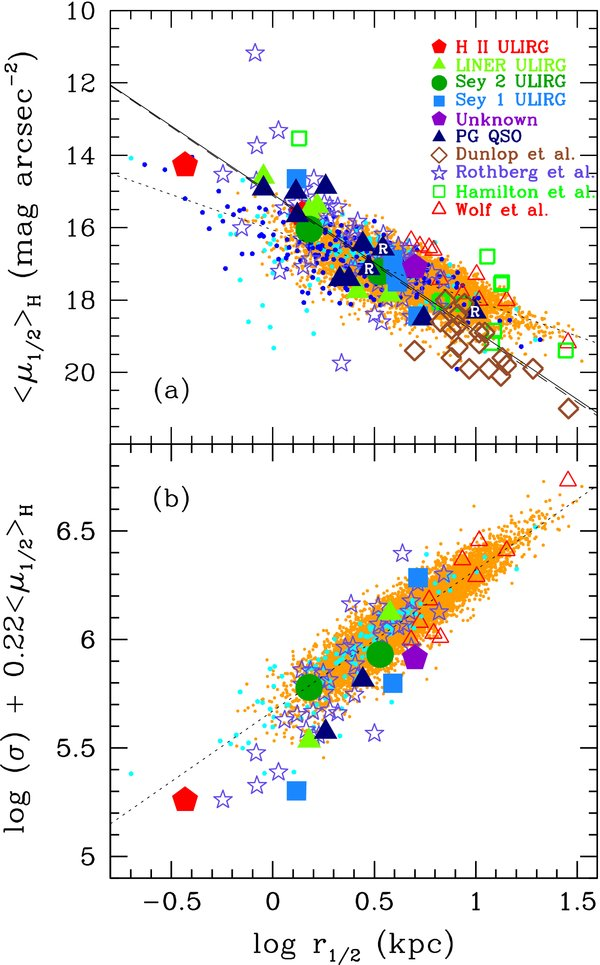 10
12
14
16
18
20
<μ1/2>H (mag arcsec−2)
H II ULIRG
LINER ULIRG
Sey 2 ULIRG
Sey 1 ULIRG
Unknown
PG QSO
Dunlop et al.
Rothberg et al.
Hamilton et al.
Wolf et al.
R
R
R
(a)
(b)
6.5
6
5.5
5
log (σ) + 0.22<μ1/2>H
−0.5 0 0.5 1 1.5
log r1/2 (kpc)